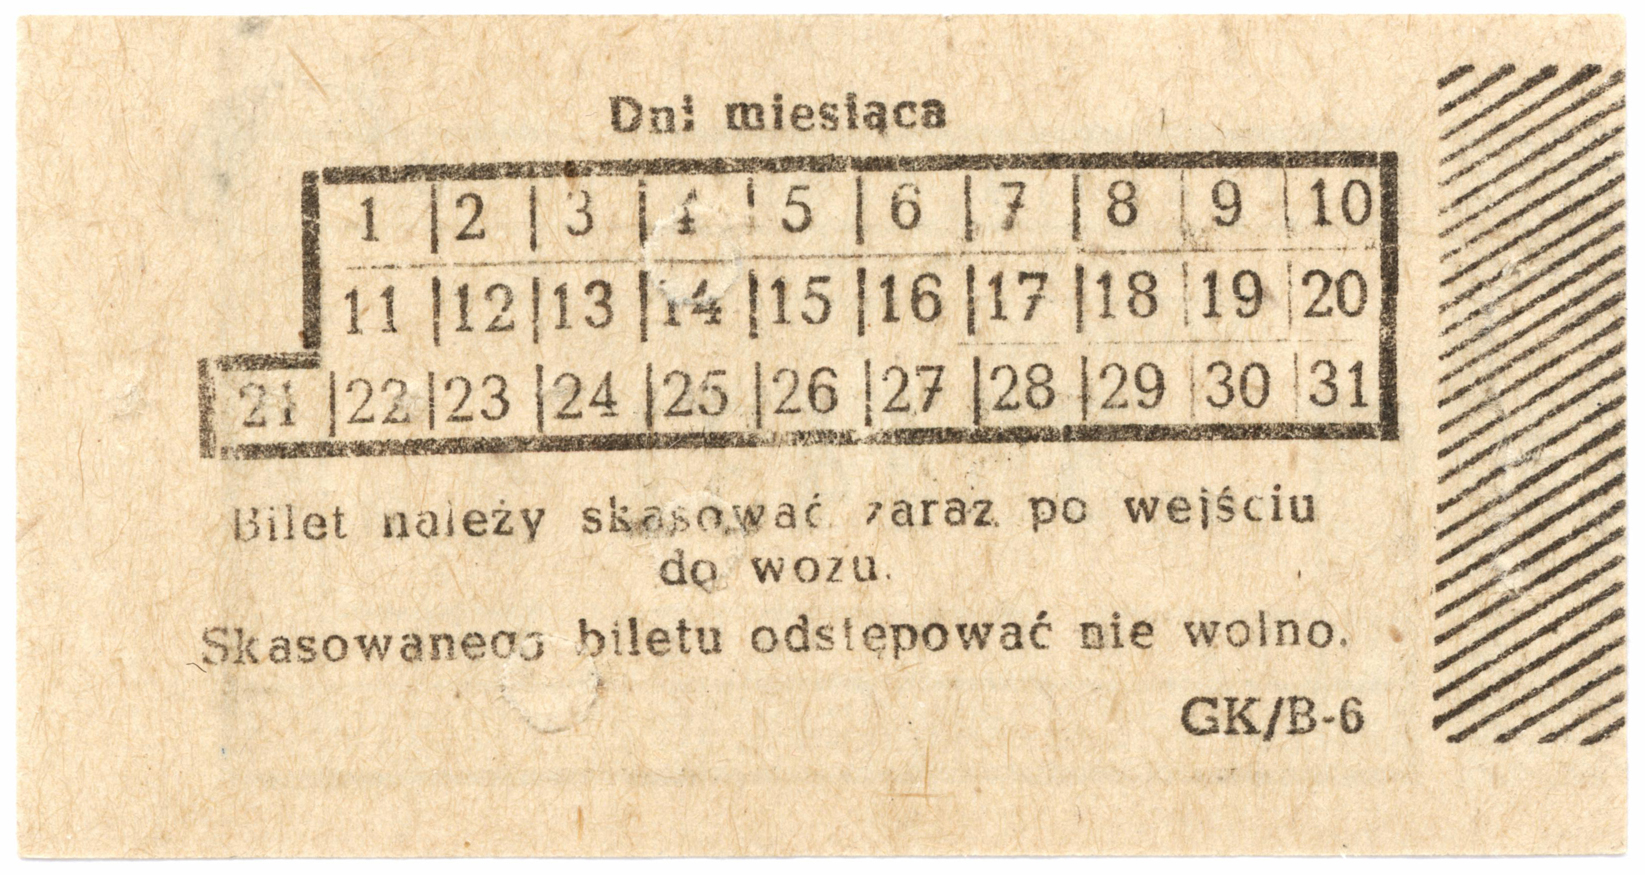 Dni miesiąca
1 2 3 4 5 6 7 8 9 10
11 12 13 14 15 16 17 18 19 20
21 22 23 24 25 26 27 28 29 30 31
Bilet należy skasować zaraz po wejściu
do wozu.
Skasowanego biletu odstępować nie wolno.
GK/B-6